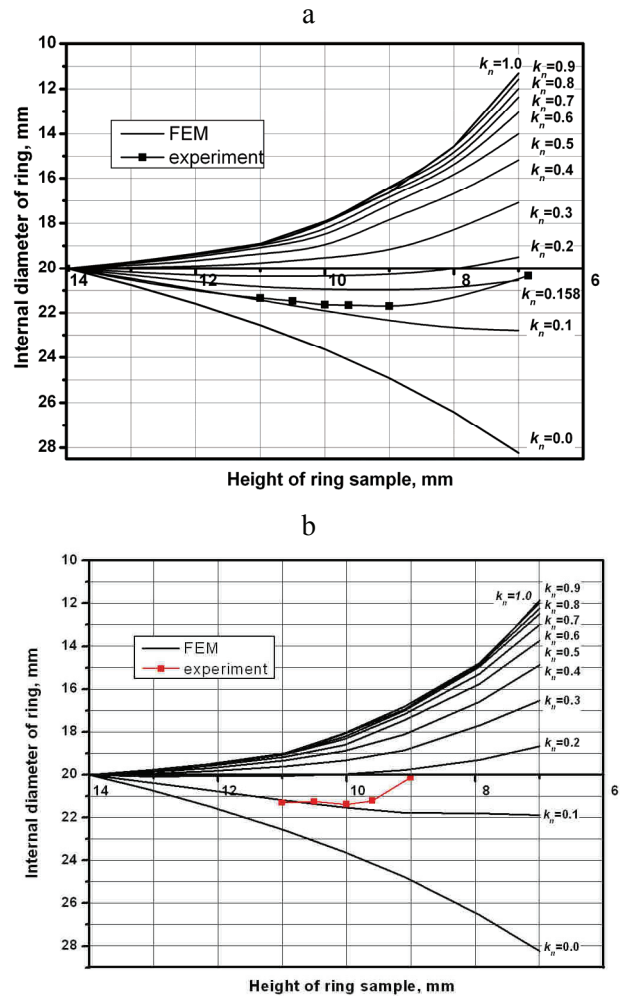 a
10
12
14
16
18
20
22
24
26
28
Internal diameter of ring, mm
FEM
experiment
kn=1.0
kn=0.9
kn=0.8
kn=0.7
kn=0.6
kn=0.5
kn=0.4
kn=0.3
kn=0.2
kn=0.158
kn=0.1
kn=0.0
14 12 10 8 6
Height of ring sample, mm
b
10
12
14
16
18
20
22
24
26
28
Internal diameter of ring, mm
FEM
experiment
kn=1.0
kn=0.9
kn=0.8
kn=0.7
kn=0.6
kn=0.5
kn=0.4
kn=0.3
kn=0.2
kn=0.1
kn=0.0
14 12 10 8 6
Height of ring sample, mm